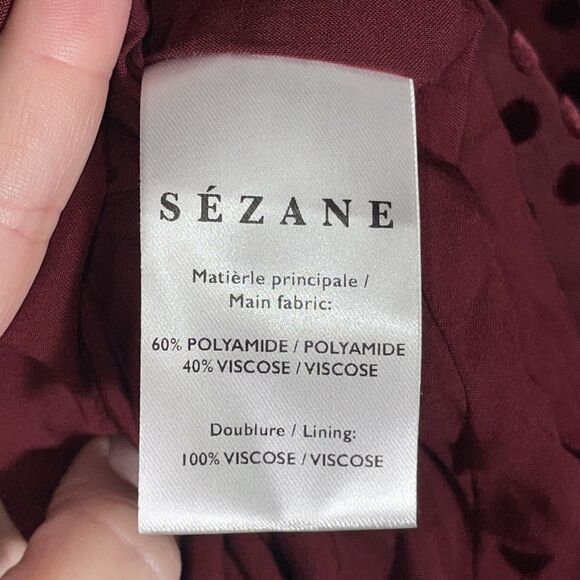 SÉZANE
Matièrle principale /
Main fabric:
60% POLYAMIDE / POLYAMIDE
40% VISCOSE / VISCOSE
Doublure / Lining:
100% VISCOSE / VISCOSE